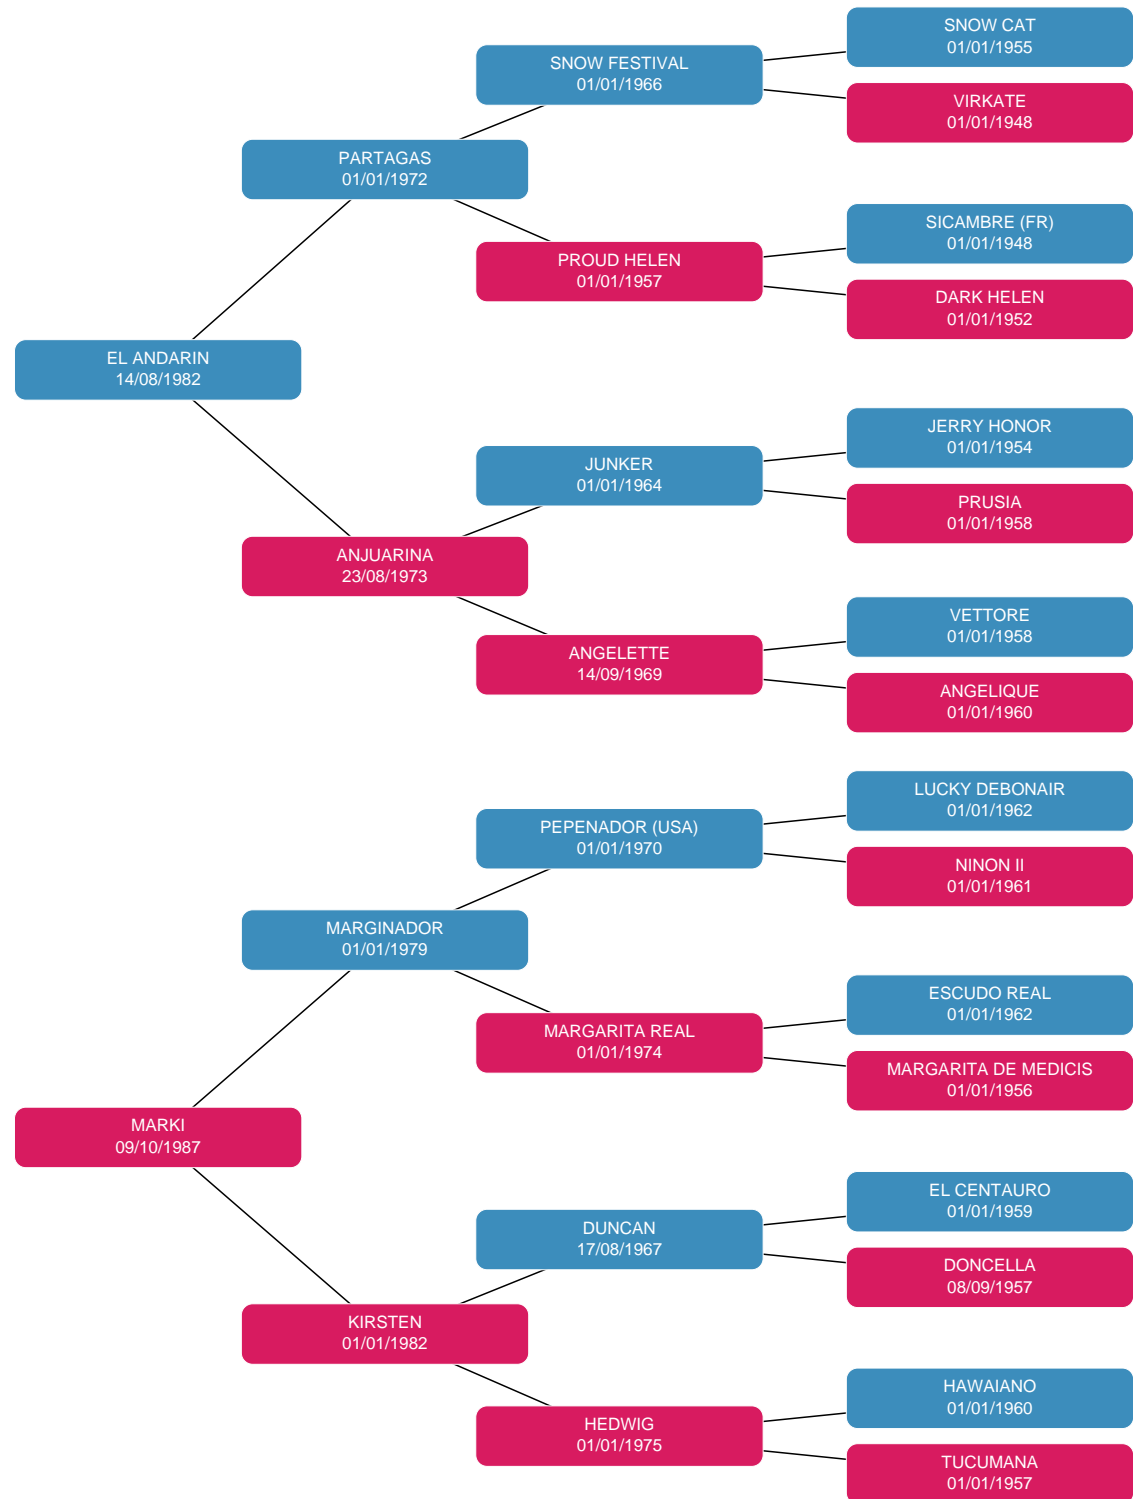 SNOW CAT
01/01/1955
SNOW FESTIVAL
01/01/1966
VIRKATE
01/01/1948
PARTAGAS
01/01/1972
SICAMBRE (FR)
01/01/1948
PROUD HELEN
01/01/1957
DARK HELEN
01/01/1952
EL ANDARIN
14/08/1982
JERRY HONOR
01/01/1954
JUNKER
01/01/1964
PRUSIA
01/01/1958
ANJUARINA
23/08/1973
VETTORE
01/01/1958
ANGELETTE
14/09/1969
ANGELIQUE
01/01/1960
LUCKY DEBONAIR
01/01/1962
PEPENADOR (USA)
01/01/1970
NINON II
01/01/1961
MARGINADOR
01/01/1979
ESCUDO REAL
01/01/1962
MARGARITA REAL
01/01/1974
MARGARITA DE MEDICIS
01/01/1956
MARKI
09/10/1987
EL CENTAURO
01/01/1959
DUNCAN
17/08/1967
DONCELLA
08/09/1957
KIRSTEN
01/01/1982
HAWAIANO
01/01/1960
HEDWIG
01/01/1975
TUCUMANA
01/01/1957